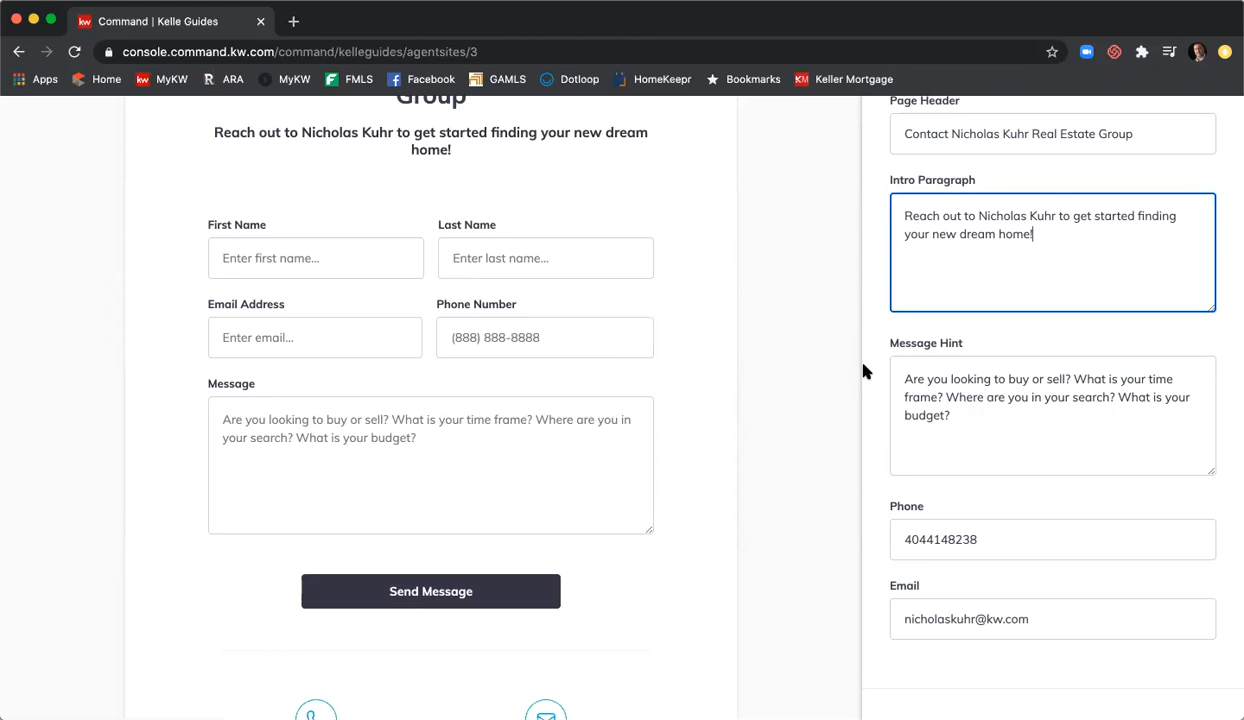 kw Command | Kelle Guides
console.command.kw.com/command/kelleguides/agentsites/3
Apps Home kw MyKW R ARA MyKW FMLS Facebook GAMLS Dotloop HomeKeepr Bookmarks KM Keller Mortgage
Group
Reach out to Nicholas Kuhr to get started finding your new dream
home!
First Name Last Name
Enter first name... Enter last name...
Email Address Phone Number
Enter email... (888) 888-8888
Message
Are you looking to buy or sell? What is your time frame? Where are you in
your search? What is your budget?
Send Message
Page Header
Contact Nicholas Kuhr Real Estate Group
Intro Paragraph
Reach out to Nicholas Kuhr to get started finding
your new dream home!
Message Hint
Are you looking to buy or sell? What is your time
frame? Where are you in your search? What is your
budget?
Phone
4044148238
Email
nicholaskuhr@kw.com